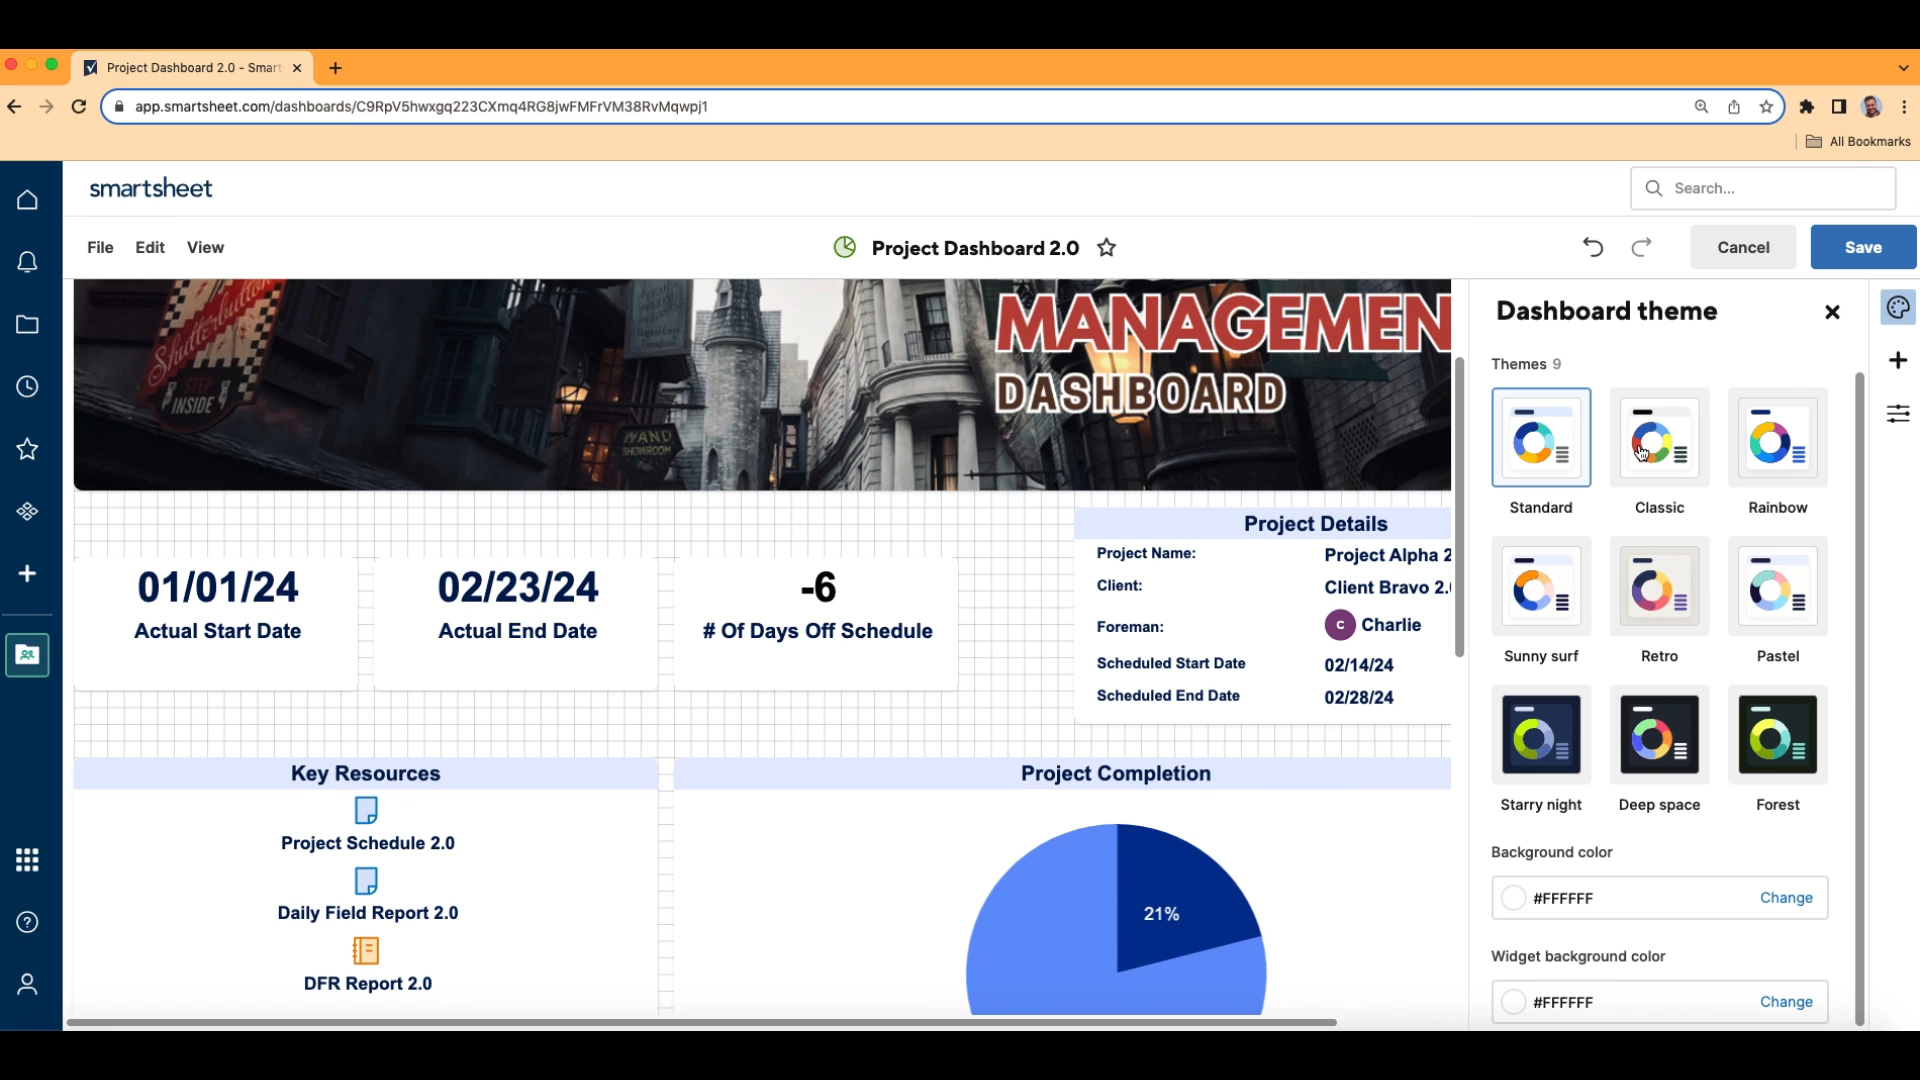 Project Dashboard 2.0 - Smart
app.smartsheet.com/dashboards/C9RpV5hwxgq223CXmq4RG8jwFMFrVM38RvMqwpj1
All Bookmarks
smartsheet
Search...
File Edit View
Project Dashboard 2.0
Cancel Save
Shutterbutton
STEP
INSIDE
WAND
SHOWROOM
MANAGEMEN
DASHBOARD
01/01/24
Actual Start Date
02/23/24
Actual End Date
-6
# Of Days Off Schedule
Project Details
Project Name: Project Alpha 2
Client: Client Bravo 2.
Foreman: C Charlie
Scheduled Start Date 02/14/24
Scheduled End Date 02/28/24
Key Resources
Project Schedule 2.0
Daily Field Report 2.0
DFR Report 2.0
Project Completion
21%
Dashboard theme
Themes 9
Standard Classic Rainbow
Sunny surf Retro Pastel
Starry night Deep space Forest
Background color
#FFFFFF Change
Widget background color
#FFFFFF Change